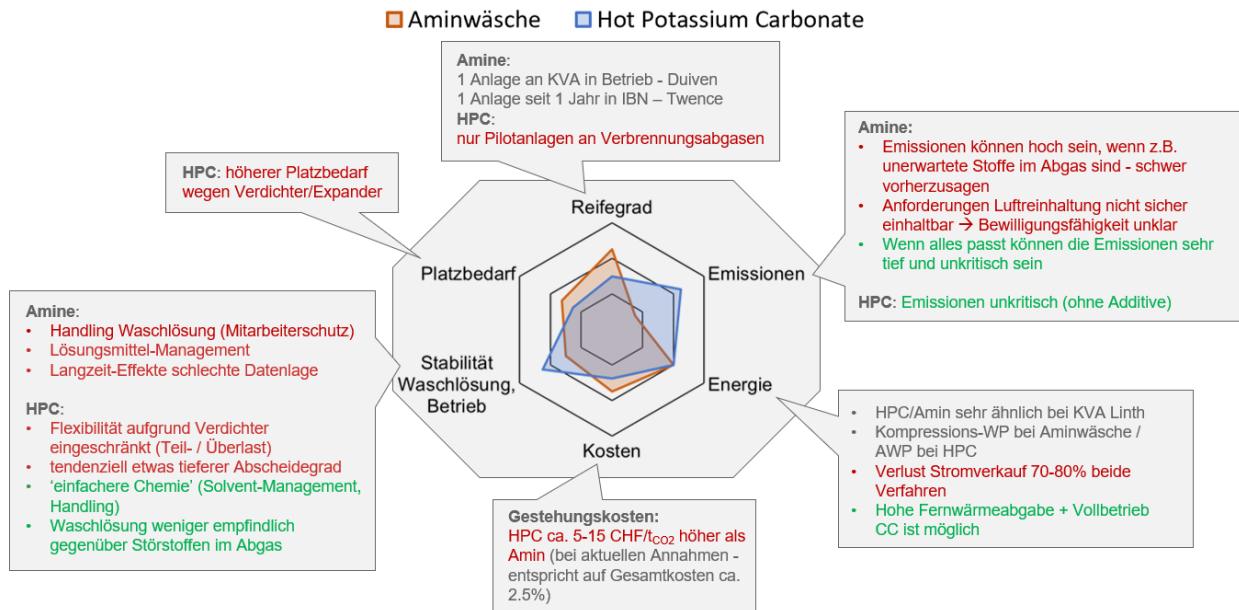 Aminwäsche
Hot Potassium Carbonate
Amine:
1 Anlage an KVA in Betrieb - Duiven
1 Anlage seit 1 Jahr in IBN – Twence
HPC:
nur Pilotanlagen an Verbrennungsabgasen
HPC: höherer Platzbedarf
wegen Verdichter/Expander
Amine:
• Emissionen können hoch sein, wenn z.B.
unerwartete Stoffe im Abgas sind - schwer
vorherzusagen
• Anforderungen Luftreinhaltung nicht sicher
einhaltbar → Bewilligungsfähigkeit unklar
• Wenn alles passt können die Emissionen sehr
tief und unkritisch sein
HPC: Emissionen unkritisch (ohne Additive)
Reifegrad
Platzbedarf
Emissionen
Stabilität
Waschlösung,
Betrieb
Energie
Kosten
Amine:
• Handling Waschlösung (Mitarbeiterschutz)
• Lösungsmittel-Management
• Langzeit-Effekte schlechte Datenlage
HPC:
• Flexibilität aufgrund Verdichter
eingeschränkt (Teil- / Überlast)
• tendenziell etwas tieferer Abscheidegrad
• ‘einfachere Chemie’ (Solvent-Management,
Handling)
• Waschlösung weniger empfindlich
gegenüber Störstoffen im Abgas
• HPC/Amin sehr ähnlich bei KVA Linth
• Kompressions-WP bei Aminwäsche /
AWP bei HPC
• Verlust Stromverkauf 70-80% beide
Verfahren
• Hohe Fernwärmeabgabe + Vollbetrieb
CC ist möglich
Gestehungskosten:
HPC ca. 5-15 CHF/tCO2 höher als
Amin (bei aktuellen Annahmen -
entspricht auf Gesamtkosten ca.
2.5%)